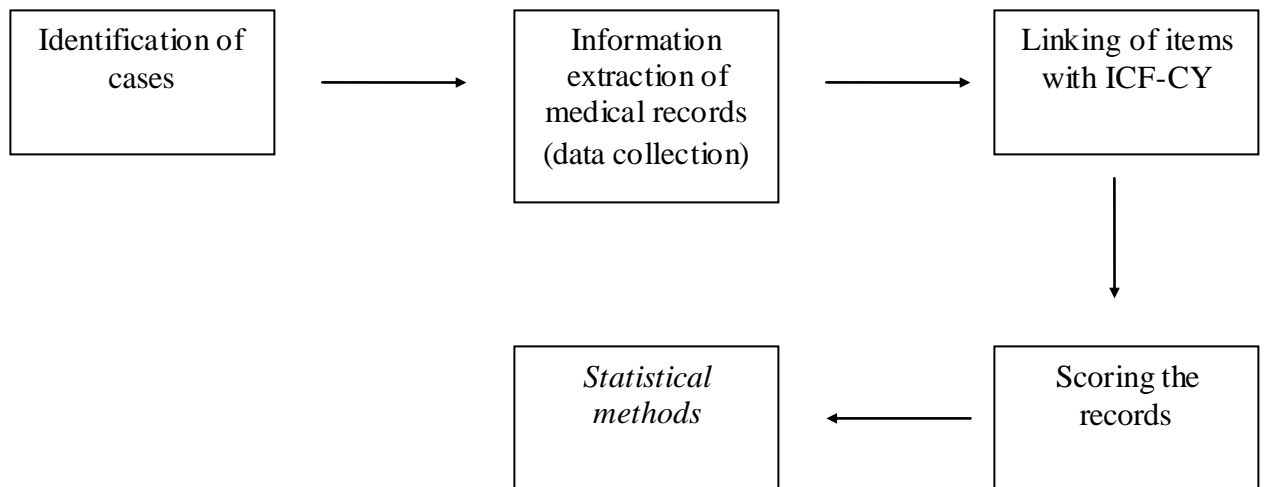 Identification of
cases
Information
extraction of
medical records
(data collection)
Linking of items
with ICF-CY
Scoring the
records
Statistical
methods